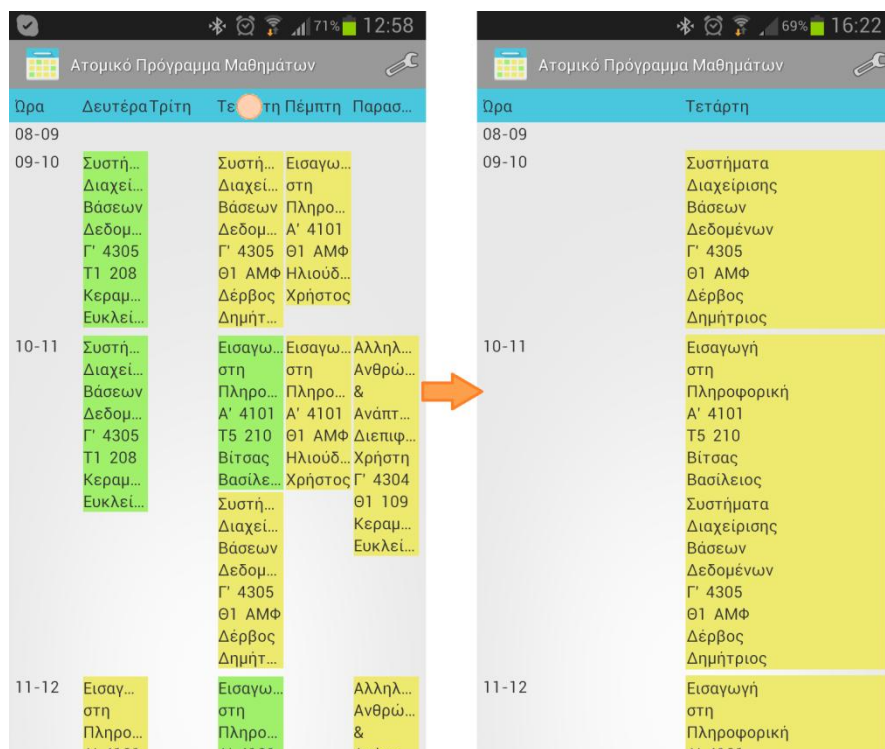 71% 12:58
Ατομικό Πρόγραμμα Μαθημάτων
Ώρα Δευτέρα Τρίτη Τε τη Πέμπτη Παρασ...
08-09
09-10
Συστή...
Διαχεί...
Βάσεων
Δεδομ...
Γ' 4305
Τ1 208
Κεραμ...
Ευκλεί...
Συστή...
Διαχεί...
Βάσεων
Δεδομ...
Γ' 4305
Θ1 ΑΜΦ
Δέρβος
Δημήτ...
Εισαγω...
στη
Πληρο...
Α' 4101
Θ1 ΑΜΦ
Ηλιούδ...
Χρήστος
10-11
Συστή...
Διαχεί...
Βάσεων
Δεδομ...
Γ' 4305
Τ1 208
Κεραμ...
Ευκλεί...
Εισαγω...
στη
Πληρο...
Α' 4101
Τ5 210
Βίτσας
Βασίλε...
Συστή...
Διαχεί...
Βάσεων
Δεδομ...
Γ' 4305
Θ1 ΑΜΦ
Δέρβος
Δημήτ...
Εισαγω...
στη
Πληρο...
Α' 4101
Θ1 ΑΜΦ
Ηλιούδ...
Χρήστος
Αλληλ...
Ανθρώ...
&
Ανάπτ...
Διεπιφ...
Χρήστη
Γ' 4304
Θ1 109
Κεραμ...
Ευκλεί...
11-12
Εισαγ...
στη
Πληρο...
Εισαγω...
στη
Πληρο...
Αλληλ...
Ανθρώ...
&
69% 16:22
Ατομικό Πρόγραμμα Μαθημάτων
Ώρα Τετάρτη
08-09
09-10
Συστήματα
Διαχείρισης
Βάσεων
Δεδομένων
Γ' 4305
Θ1 ΑΜΦ
Δέρβος
Δημήτριος
10-11
Εισαγωγή
στη
Πληροφορική
Α' 4101
Τ5 210
Βίτσας
Βασίλειος
Συστήματα
Διαχείρισης
Βάσεων
Δεδομένων
Γ' 4305
Θ1 ΑΜΦ
Δέρβος
Δημήτριος
11-12
Εισαγωγή
στη
Πληροφορική